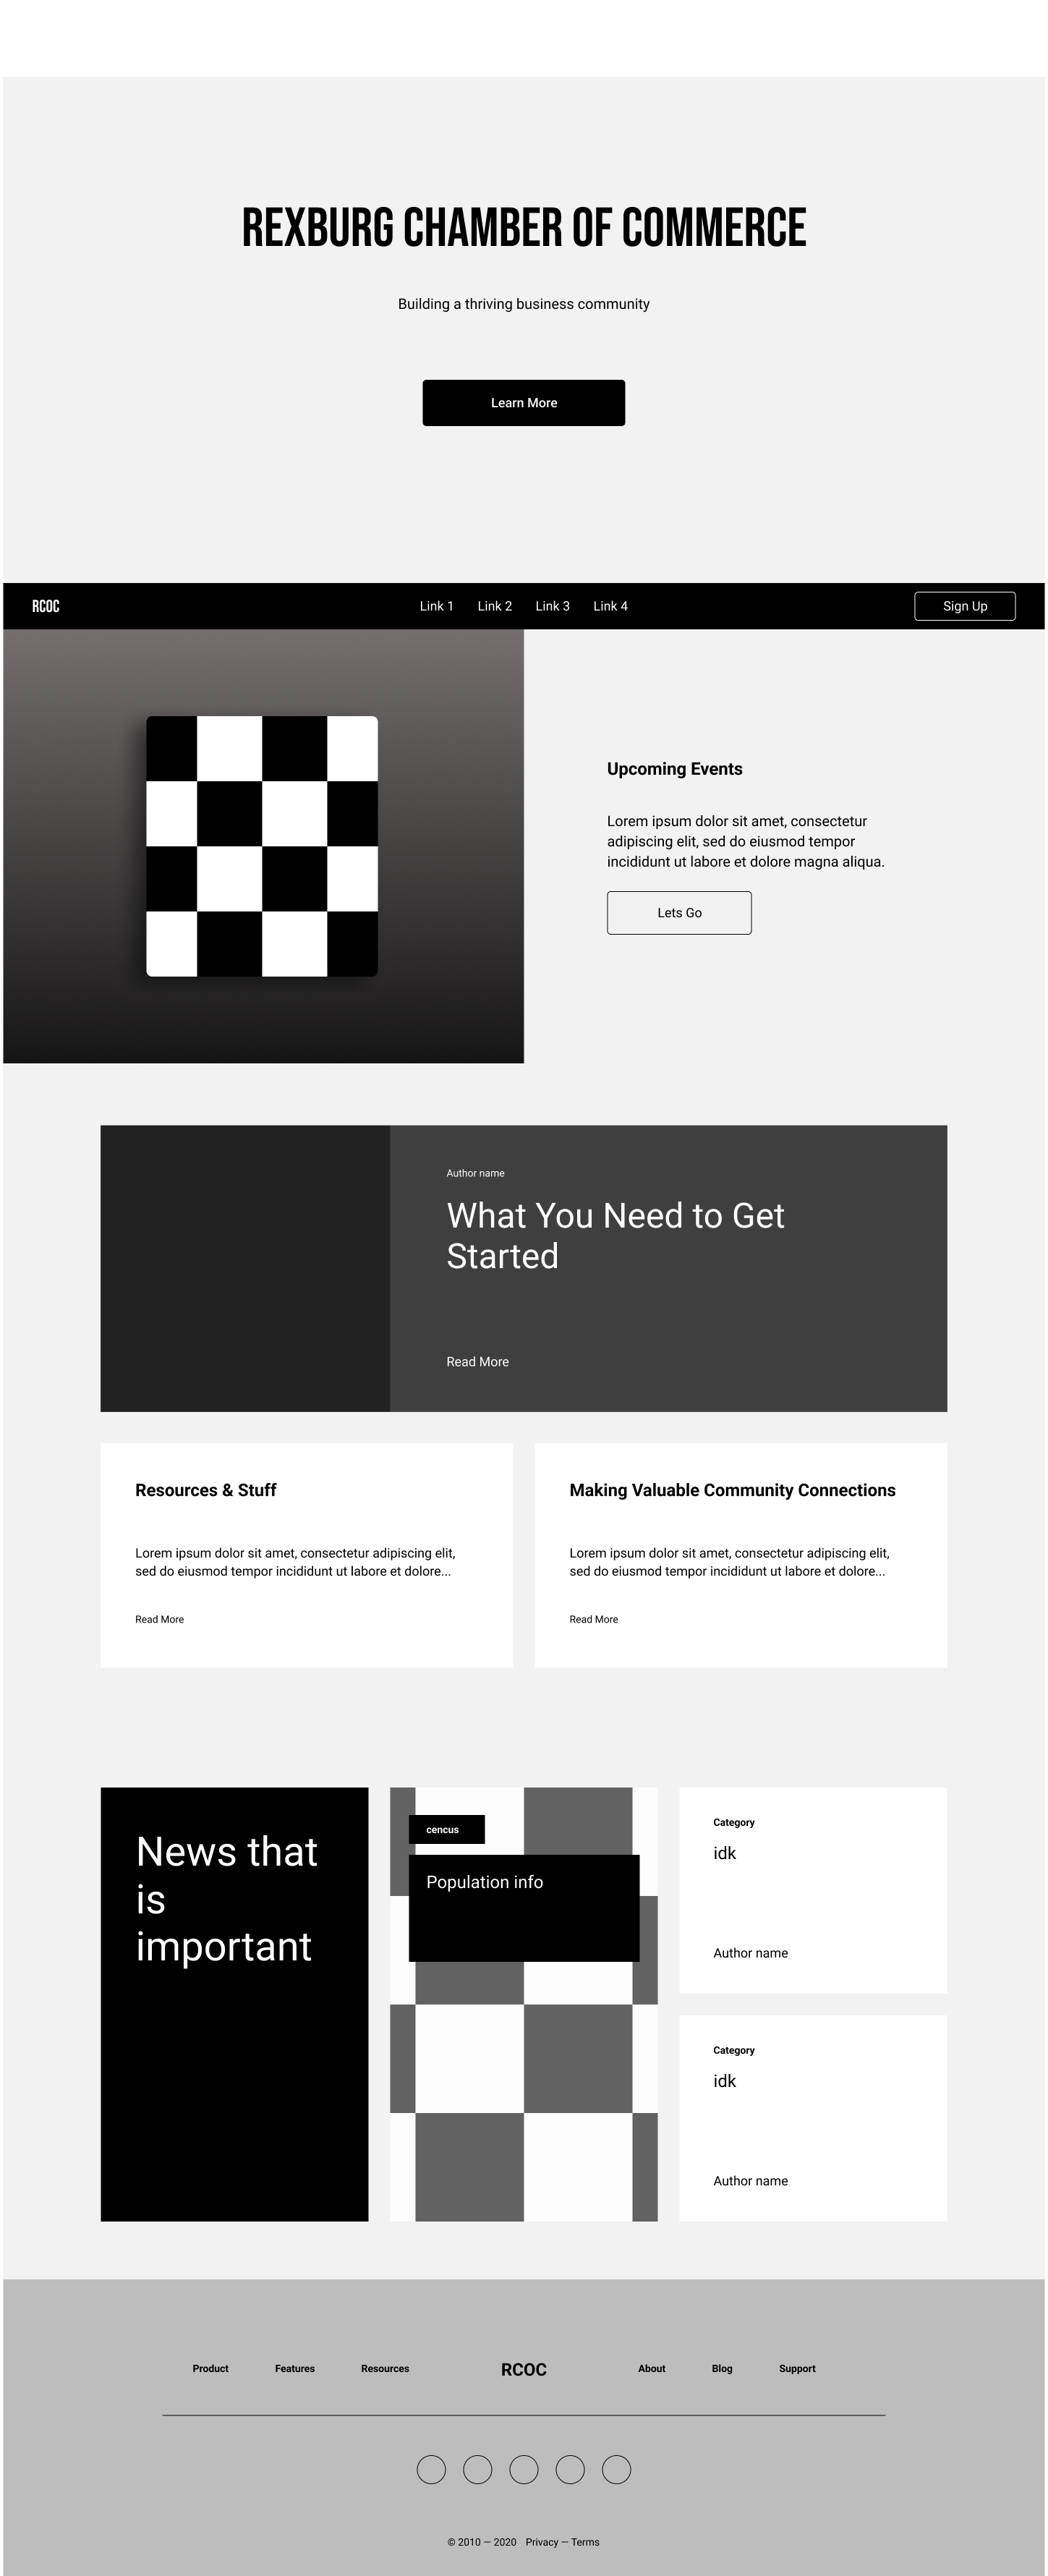 REXBURG CHAMBER OF COMMERCE
Building a thriving business community
Learn More
RCOC
Link 1
Link 2
Link 3
Link 4
Sign Up
Upcoming Events
Lorem ipsum dolor sit amet, consectetur
adipiscing elit, sed do eiusmod tempor
incididunt ut labore et dolore magna aliqua.
Lets Go
Author name
What You Need to Get
Started
Read More
Resources & Stuff
Lorem ipsum dolor sit amet, consectetur adipiscing elit,
sed do eiusmod tempor incididunt ut labore et dolore...
Read More
Making Valuable Community Connections
Lorem ipsum dolor sit amet, consectetur adipiscing elit,
sed do eiusmod tempor incididunt ut labore et dolore...
Read More
News that
is
important
cencus
Population info
Category
idk
Author name
Category
idk
Author name
Product
Features
Resources
RCOC
About
Blog
Support
© 2010 — 2020
Privacy — Terms